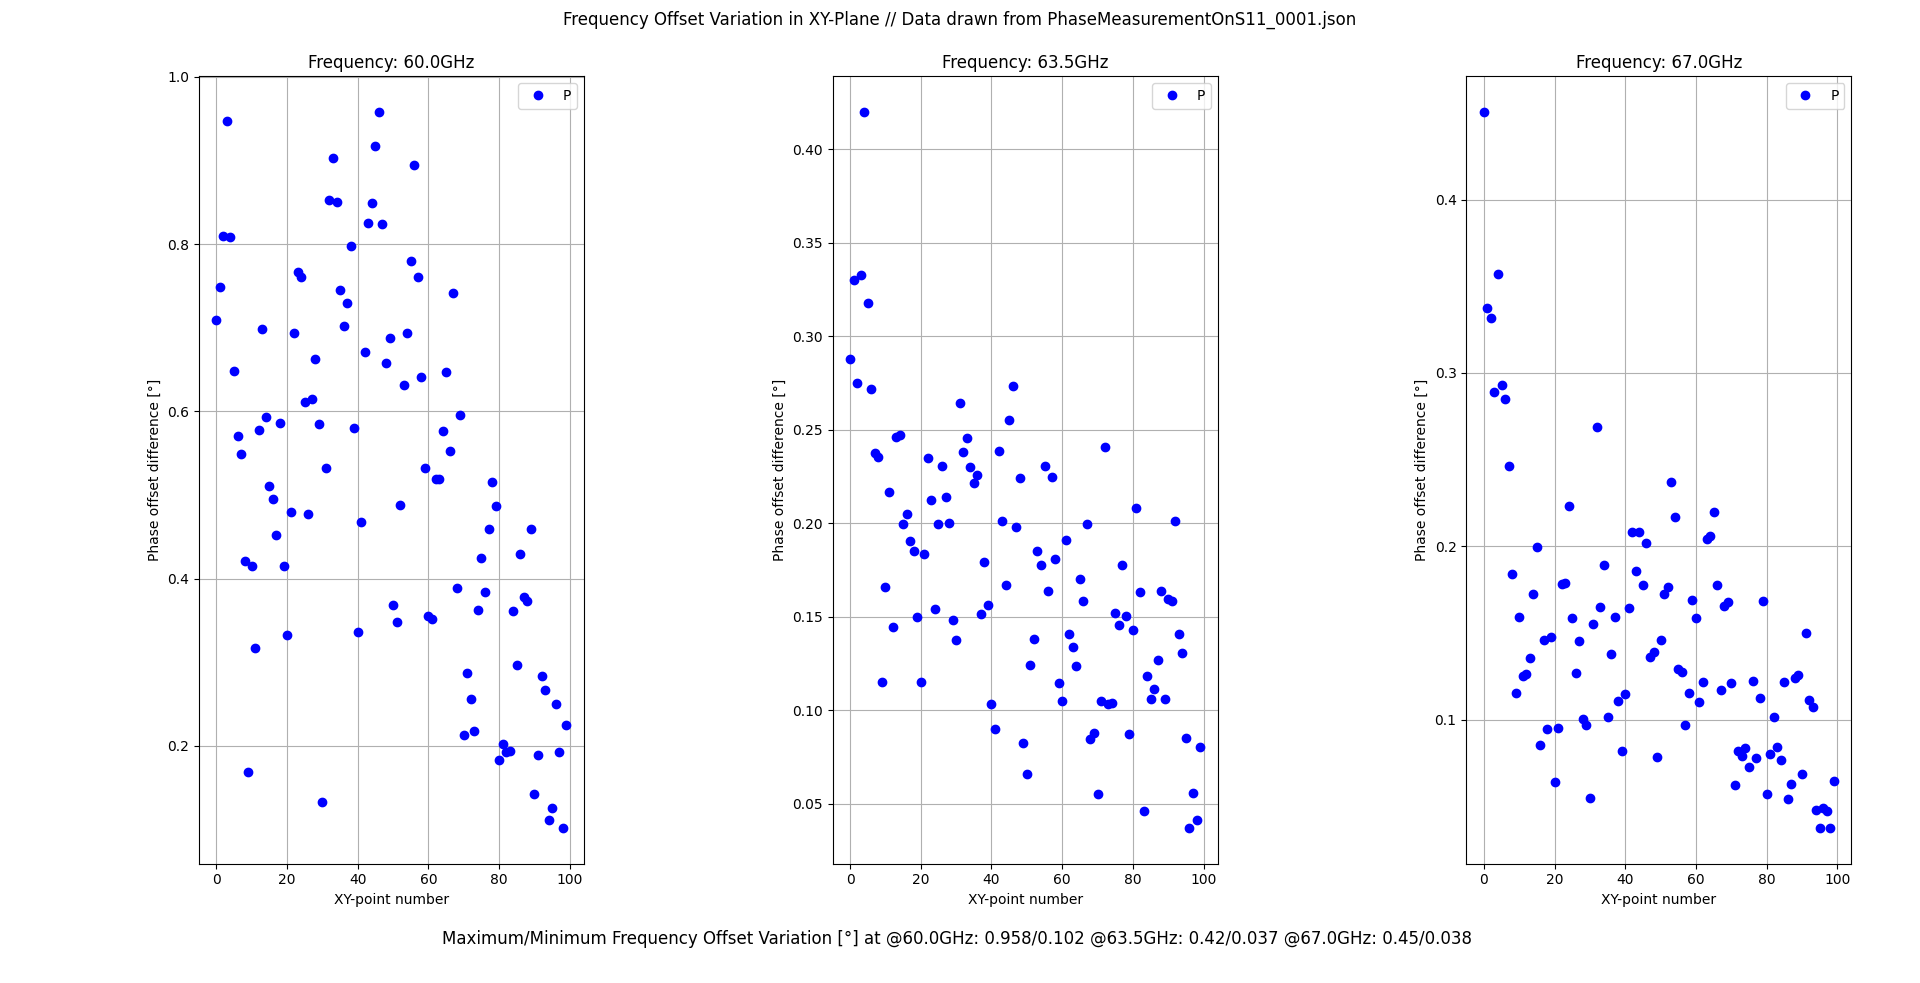 Frequency Offset Variation in XY-Plane // Data drawn from PhaseMeasurementOnS11_0001.json
Frequency: 60.0GHz
P
1.0
0.8
0.6
0.4
0.2
Phase offset difference [°]
0 20 40 60 80 100
XY-point number
Frequency: 63.5GHz
P
0.40
0.35
0.30
0.25
0.20
0.15
0.10
0.05
Phase offset difference [°]
0 20 40 60 80 100
XY-point number
Frequency: 67.0GHz
P
0.4
0.3
0.2
0.1
Phase offset difference [°]
0 20 40 60 80 100
XY-point number
Maximum/Minimum Frequency Offset Variation [°] at @60.0GHz: 0.958/0.102 @63.5GHz: 0.42/0.037 @67.0GHz: 0.45/0.038